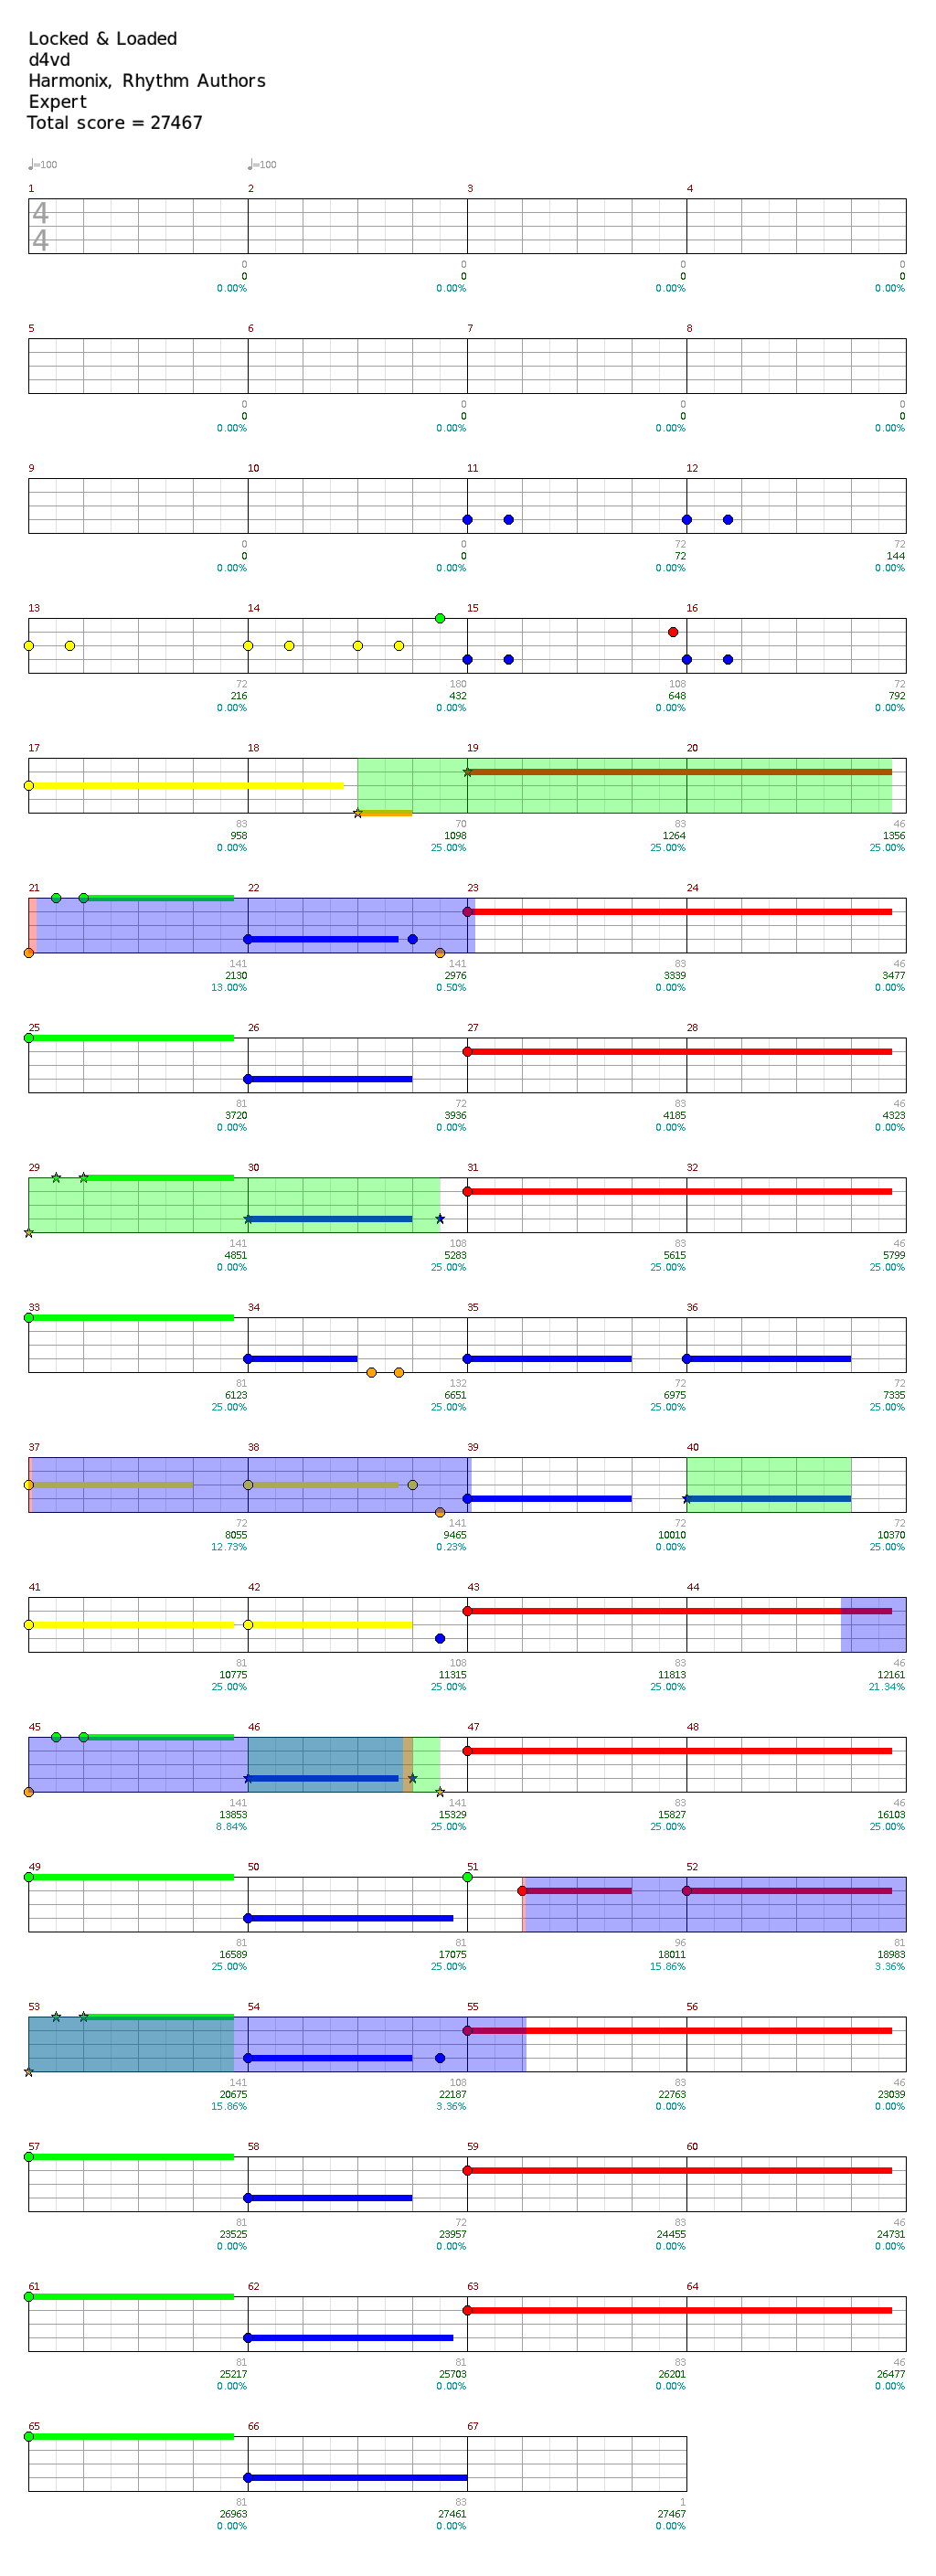 Locked & Loaded
d4vd
Harmonix, Rhythm Authors
Expert
Total score = 27467
♩=100 ♩=100
1 2 3 4
4
4
0 0 0 0
0 0 0 0
0.00% 0.00% 0.00% 0.00%
5 6 7 8
0 0 0 0
0 0 0 0
0.00% 0.00% 0.00% 0.00%
9 10 11 12
0 0 72 72
0 0 72 144
0.00% 0.00% 0.00% 0.00%
13 14 15 16
72 180 108 72
216 432 648 792
0.00% 0.00% 0.00% 0.00%
17 18 19 20
83 70 83 46
958 1098 1264 1356
0.00% 25.00% 25.00% 25.00%
21 22 23 24
141 141 83 46
2130 2976 3339 3477
13.00% 0.50% 0.00% 0.00%
25 26 27 28
81 72 83 46
3720 3936 4185 4323
0.00% 0.00% 0.00% 0.00%
29 30 31 32
141 108 83 46
4851 5283 5615 5799
0.00% 25.00% 25.00% 25.00%
33 34 35 36
81 132 72 72
6123 6651 6975 7335
25.00% 25.00% 25.00% 25.00%
37 38 39 40
72 141 72 72
8055 9465 10010 10370
12.73% 0.23% 0.00% 25.00%
41 42 43 44
81 108 83 46
10775 11315 11813 12161
25.00% 25.00% 25.00% 21.34%
45 46 47 48
141 141 83 46
13853 15329 15827 16103
8.84% 25.00% 25.00% 25.00%
49 50 51 52
81 81 96 81
16589 17075 18011 18983
25.00% 25.00% 15.86% 3.36%
53 54 55 56
141 108 83 46
20675 22187 22763 23039
15.86% 3.36% 0.00% 0.00%
57 58 59 60
81 72 83 46
23525 23957 24455 24731
0.00% 0.00% 0.00% 0.00%
61 62 63 64
81 81 83 46
25217 25703 26201 26477
0.00% 0.00% 0.00% 0.00%
65 66 67
81 83 1
26963 27461 27467
0.00% 0.00% 0.00%